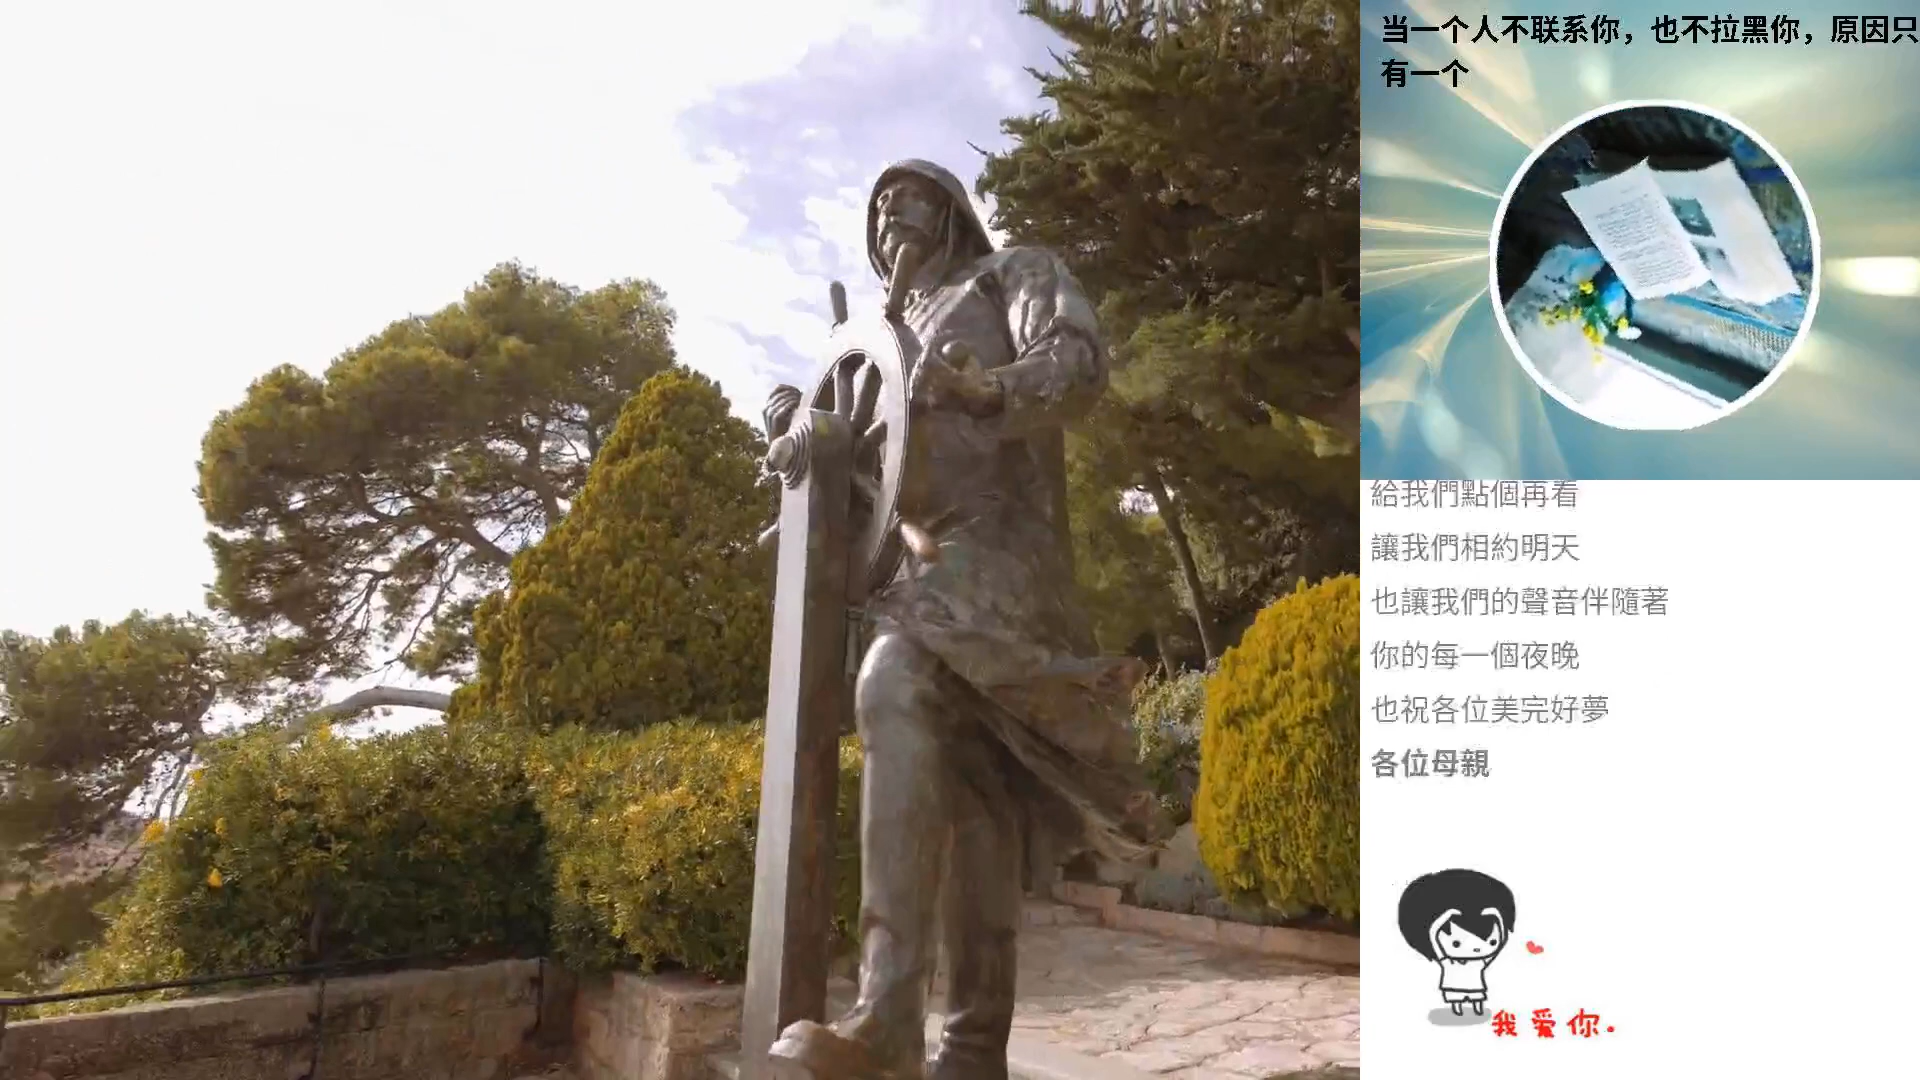 当一个人不联系你，也不拉黑你，原因只
有一个
給我們點個再看
讓我們相約明天
也讓我們的聲音伴隨著
你的每一個夜晚
也祝各位美完好夢
各位母親
我爱你.